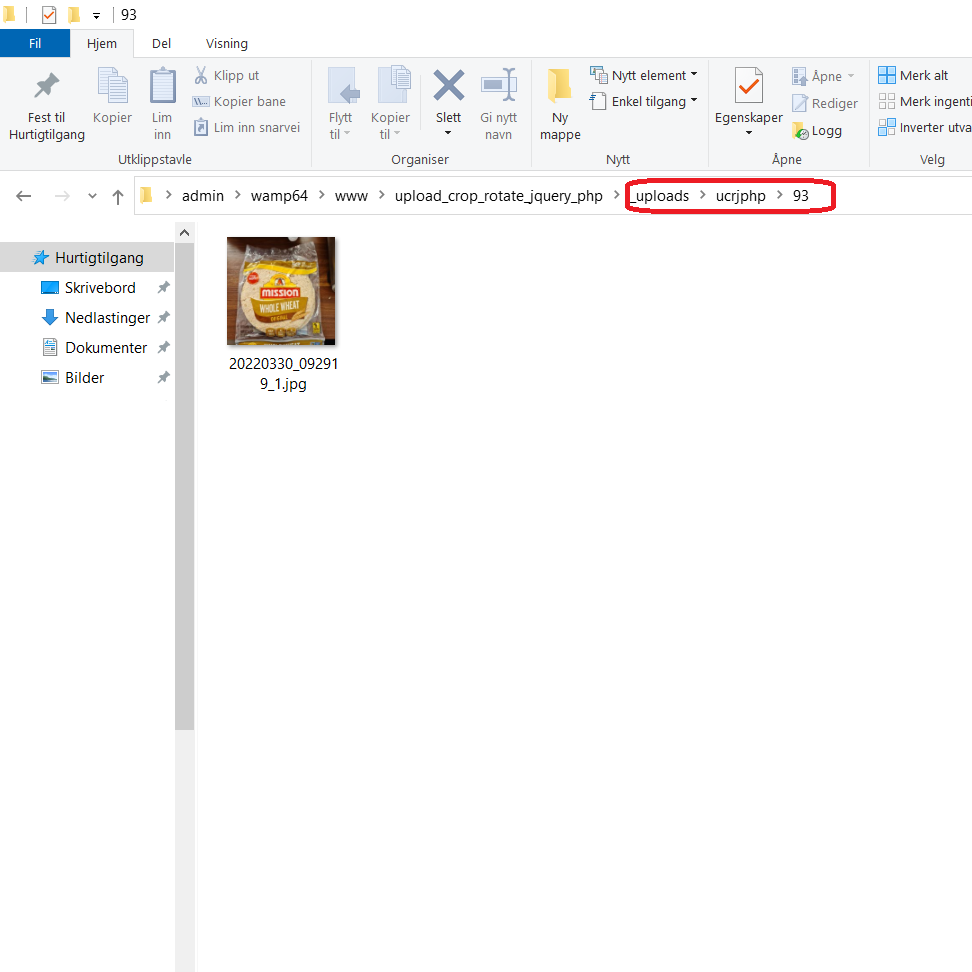 93
Fil Hjem Del Visning
Fest til Hurtigtilgang
Kopier
Lim inn
Klipp ut
Kopier bane
Lim inn snarvei
Utklippstavle
Flytt til
Kopier til
Slett
Gi nytt navn
Organiser
Ny mappe
Nytt element
Enkel tilgang
Nytt
Egenskaper
Åpne
Rediger
Logg
Åpne
Merk alt
Merk ingenti
Inverter utva
Velg
admin > wamp64 > www > upload_crop_rotate_jquery_php > _uploads > ucrjphp > 93
Hurtigtilgang
Skrivebord
Nedlastinger
Dokumenter
Bilder
MISSION
WHOLE WHEAT
20220330_09291
9_1.jpg